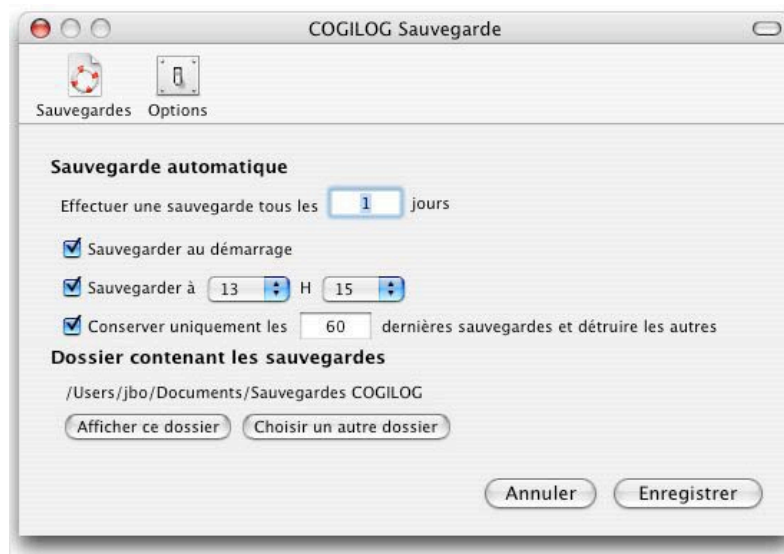 COGILOG Sauvegarde
Sauvegardes Options
Sauvegarde automatique
Effectuer une sauvegarde tous les 1 jours
Sauvegarder au démarrage
Sauvegarder à 13 H 15
Conserver uniquement les 60 dernières sauvegardes et détruire les autres
Dossier contenant les sauvegardes
/Users/jbo/Documents/Sauvegardes COGILOG
Afficher ce dossier Choisir un autre dossier
Annuler Enregistrer